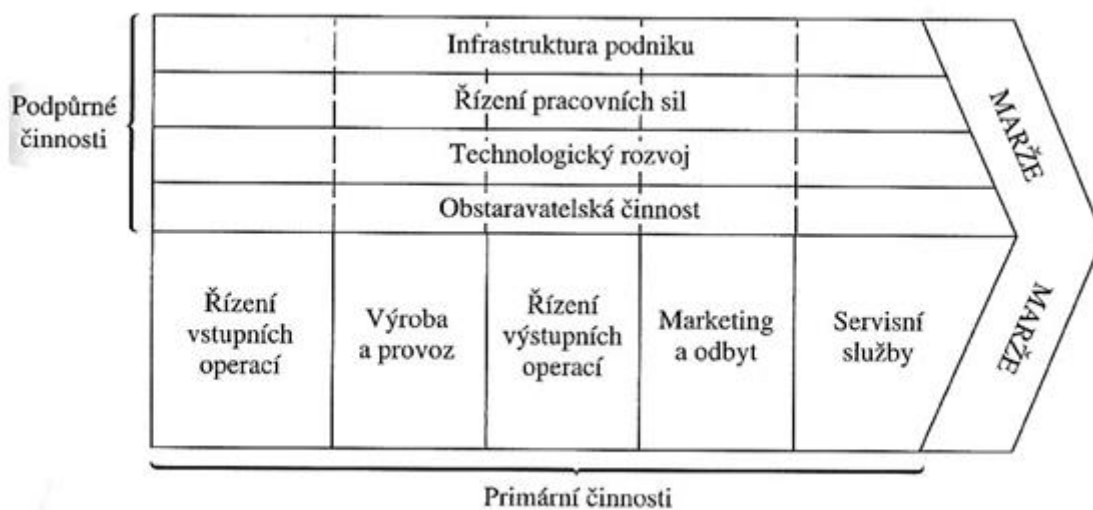 Podpůrné
činnosti
Infrastruktura podniku
Řízení pracovních sil
Technologický rozvoj
Obstaravatelská činnost
MARŽE
MARŽE
Řízení
vstupních
operací
Výroba
a provoz
Řízení
výstupních
operací
Marketing
a odbyt
Servisní
služby
Primární činnosti